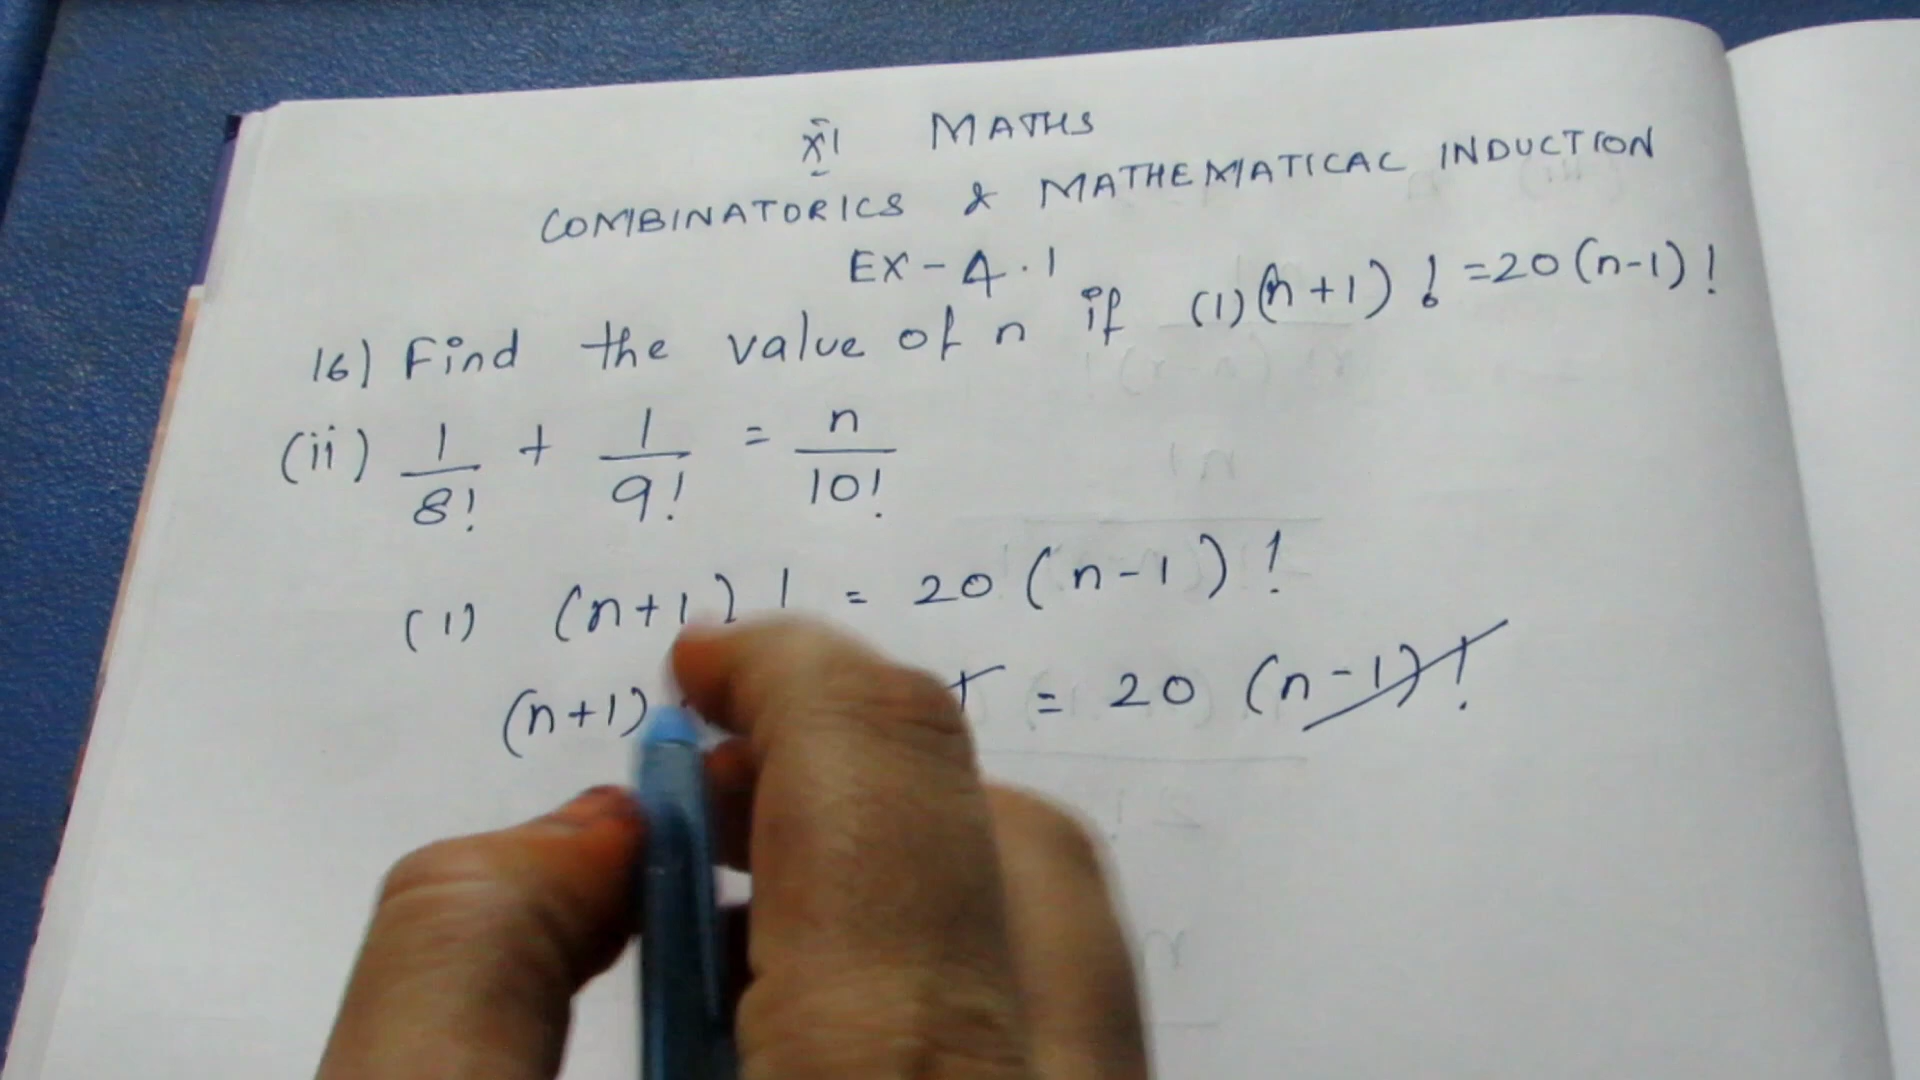 XI MATHS
COMBINATORICS & MATHEMATICAL INDUCTION
EX-4.1
16) Find the value of n if (1) (n+1)! = 20(n-1)!
(ii) 1/8! + 1/9! = n/10!
(1) (n+1)! = 20(n-1)!
(n+1) = 20 (n-1)!